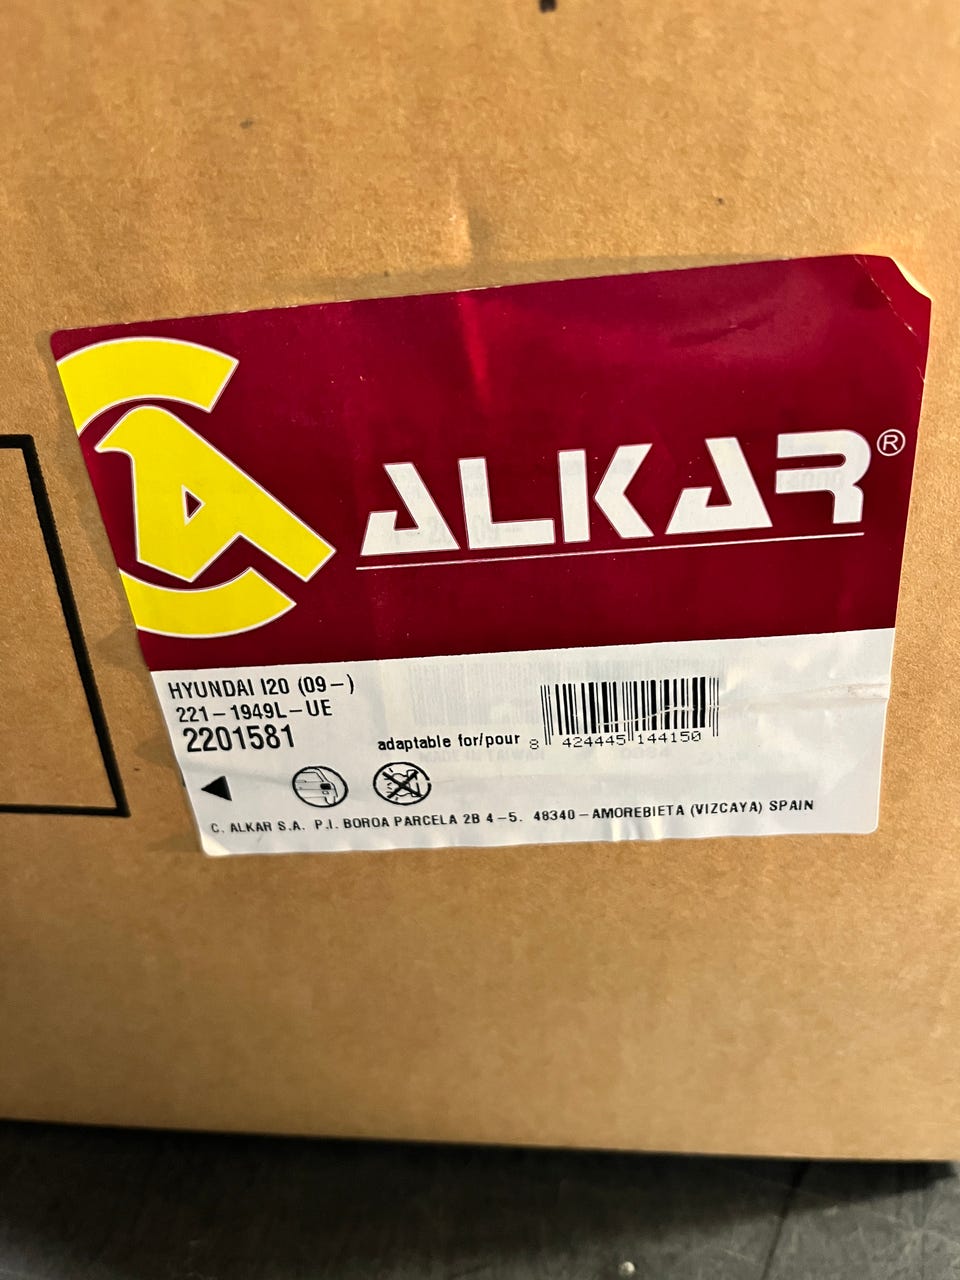 ALKAR®
HYUNDAI I20 (09-)
221-1949L-UE
2201581
adaptable for/pour
8 424445 144150
C. ALKAR S.A. P.I. BOROA PARCELA 2B 4-5. 48340-AMOREBIETA (VIZCAYA) SPAIN